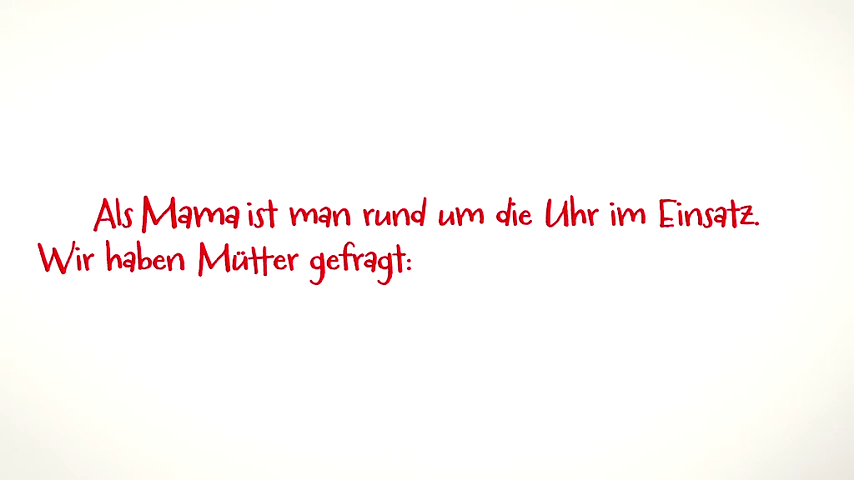 Als Mama ist man rund um die Uhr im Einsatz.
Wir haben Mütter gefragt: